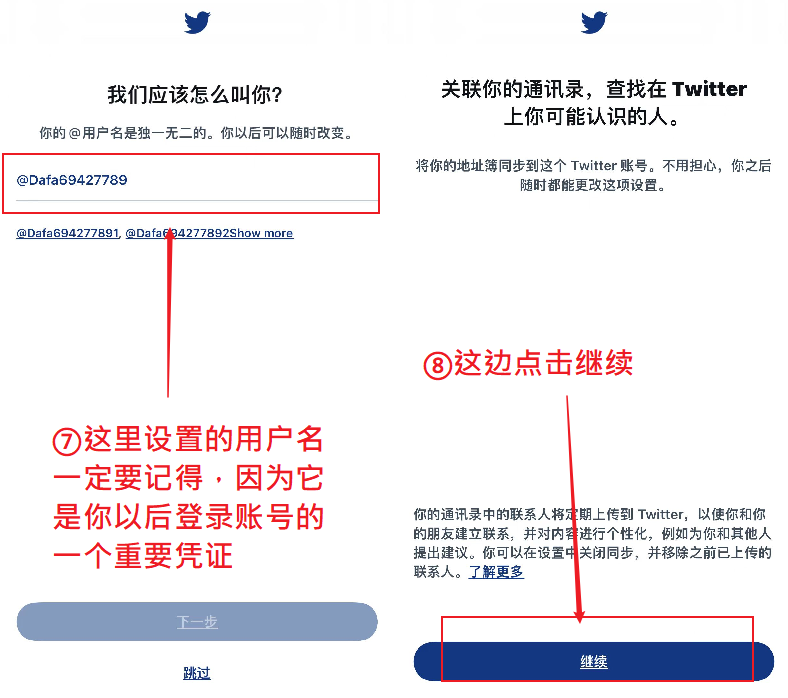 我们应该怎么叫你?
你的 @用户名是独一无二的。你以后可以随时改变。
@Dafa69427789
@Dafa694277891, @Dafa694277892Show more
⑦这里设置的用户名
一定要记得，因为它
是你以后登录账号的
一个重要凭证
下一步
跳过
关联你的通讯录，查找在 Twitter
上你可能认识的人。
将你的地址簿同步到这个 Twitter 账号。不用担心，你之后
随时都能更改这项设置。
⑧这边点击继续
你的通讯录中的联系人将定期上传到 Twitter，以便你和你
的朋友建立联系，并对内容进行个性化，例如为你和其他人
提出建议。你可以在设置中关闭同步，并移除之前已上传的
联系人。了解更多
继续